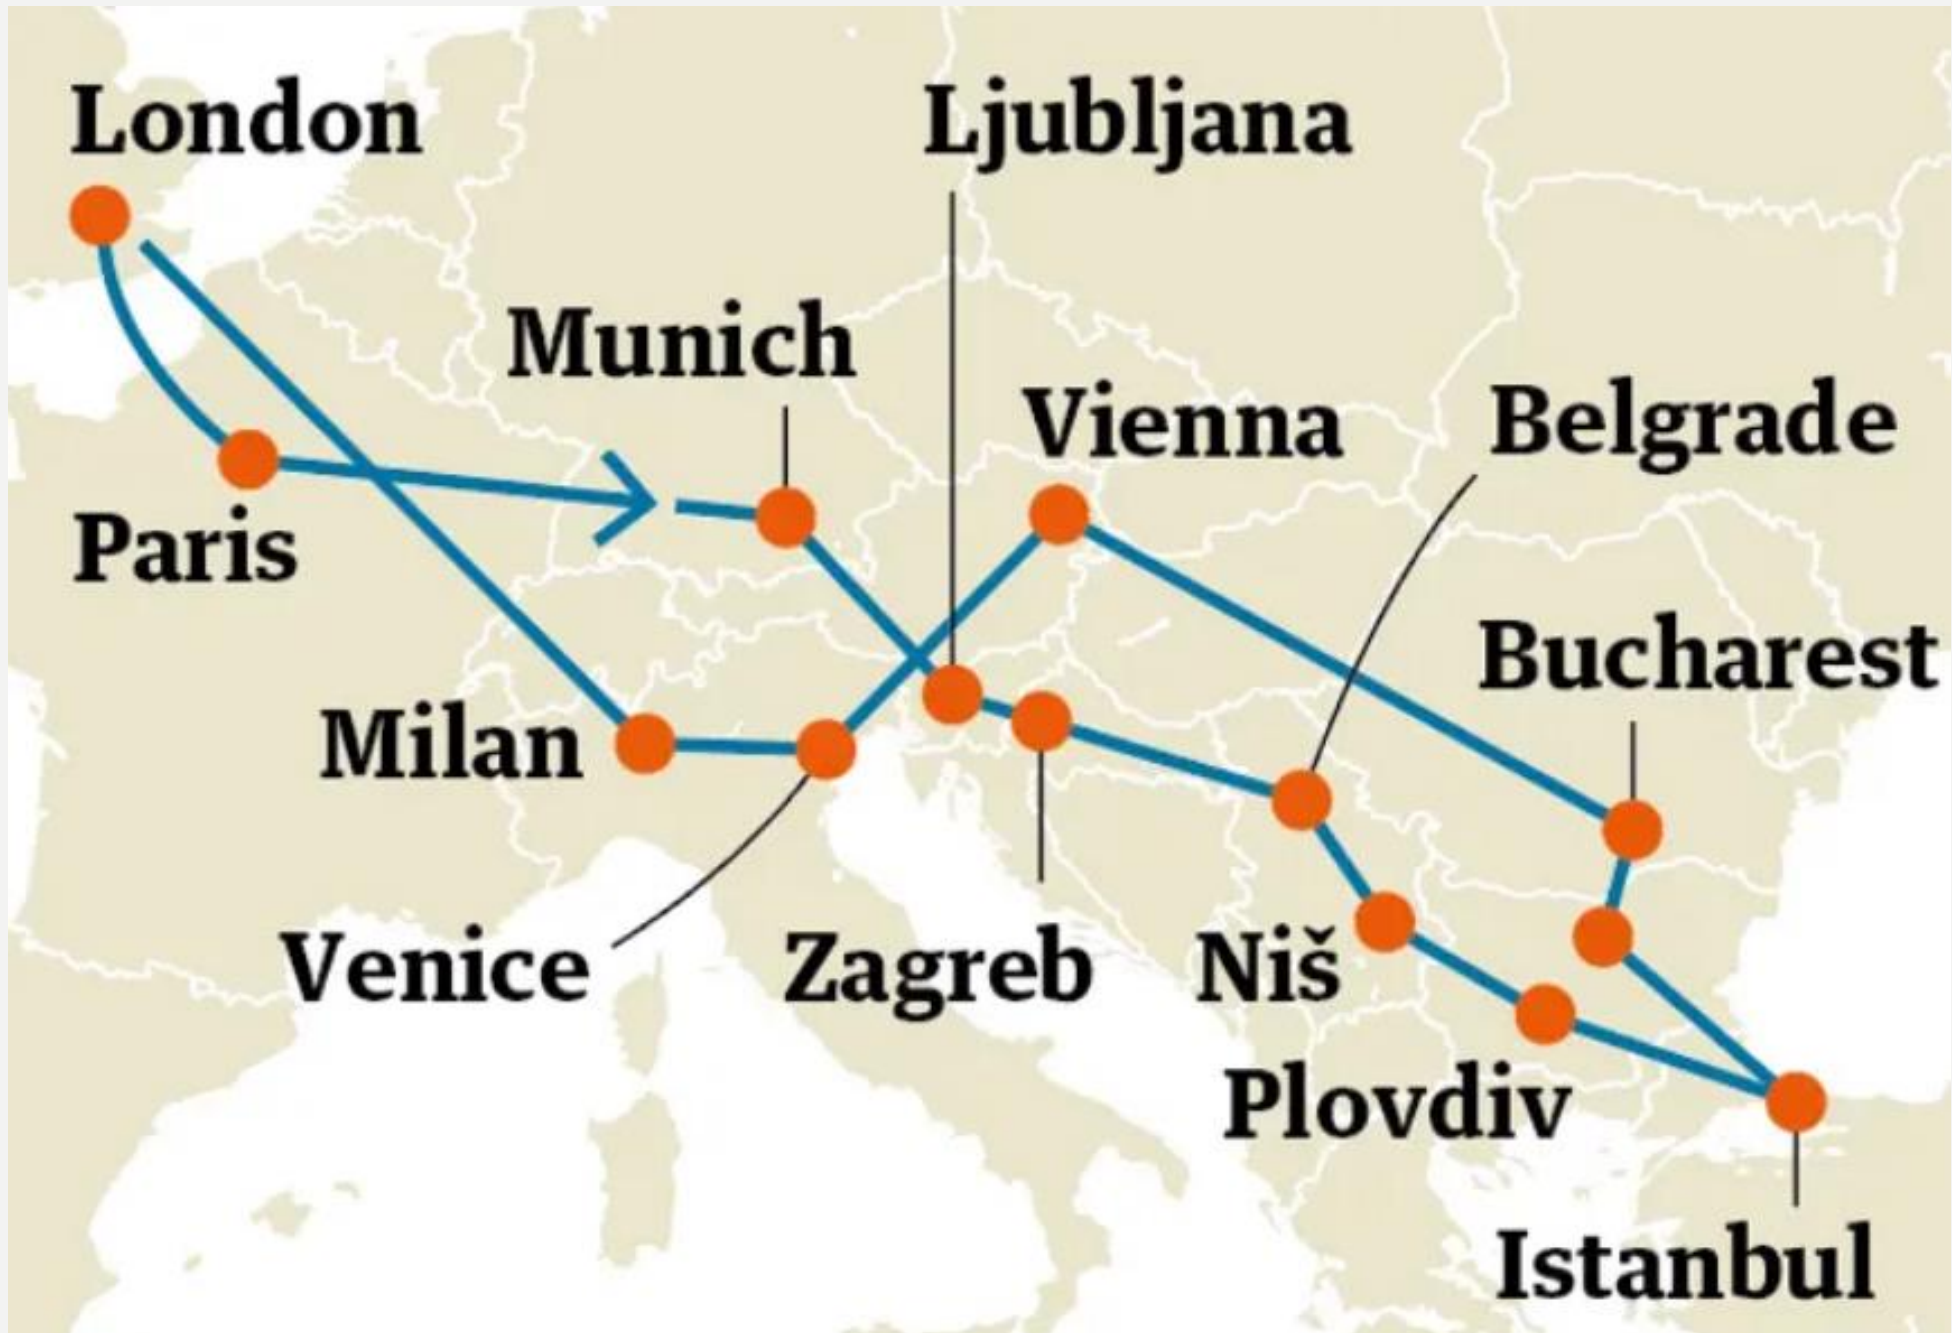 London
Ljubljana
Munich
Vienna
Belgrade
Paris
Bucharest
Milan
Venice
Zagreb
Niš
Plovdiv
Istanbul